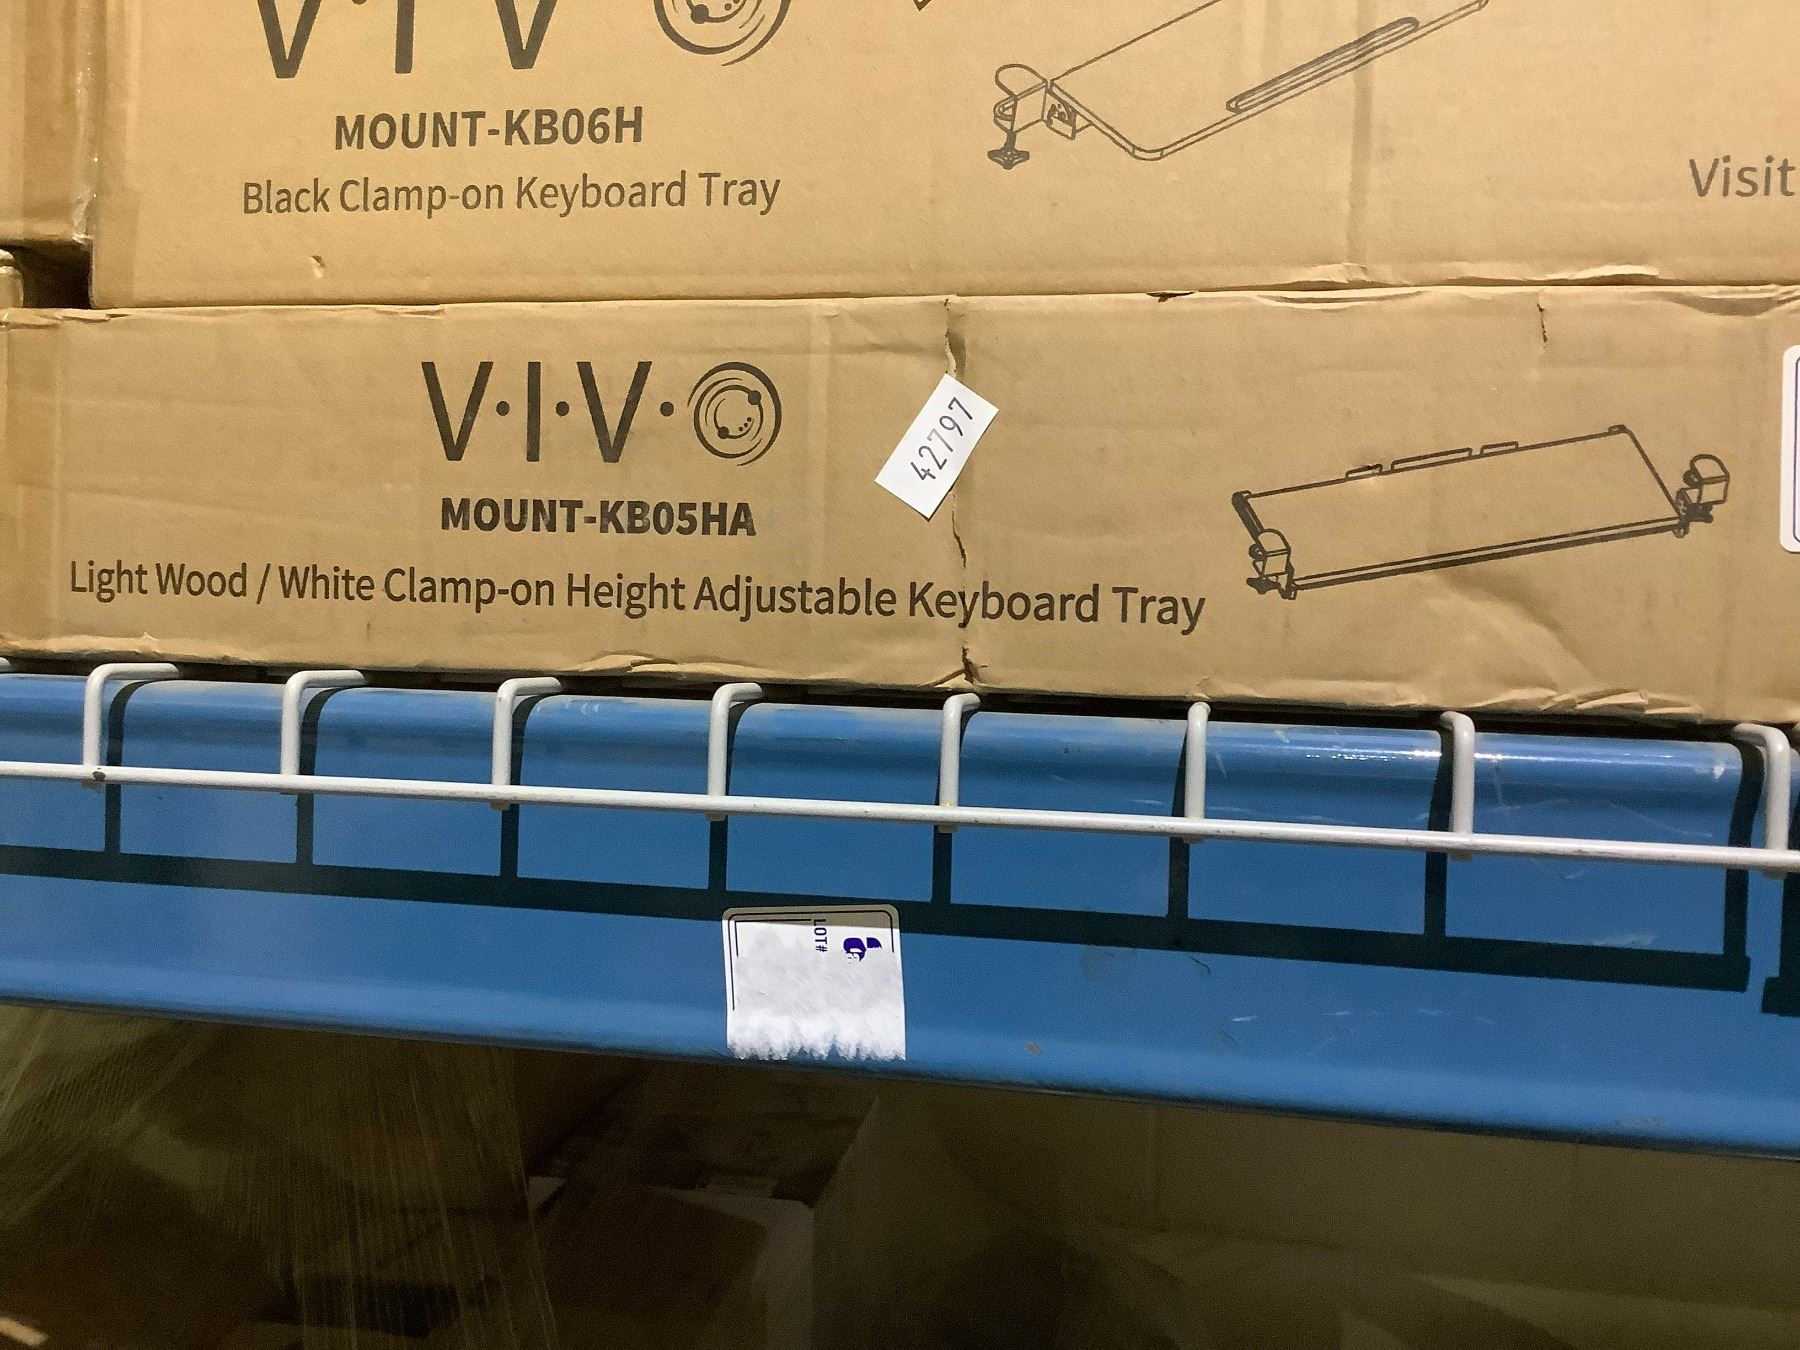 VIV
MOUNT-KB06H
Black Clamp-on Keyboard Tray
Visit
V·I·V·O
42797
MOUNT-KB05HA
Light Wood / White Clamp-on Height Adjustable Keyboard Tray
LOT#